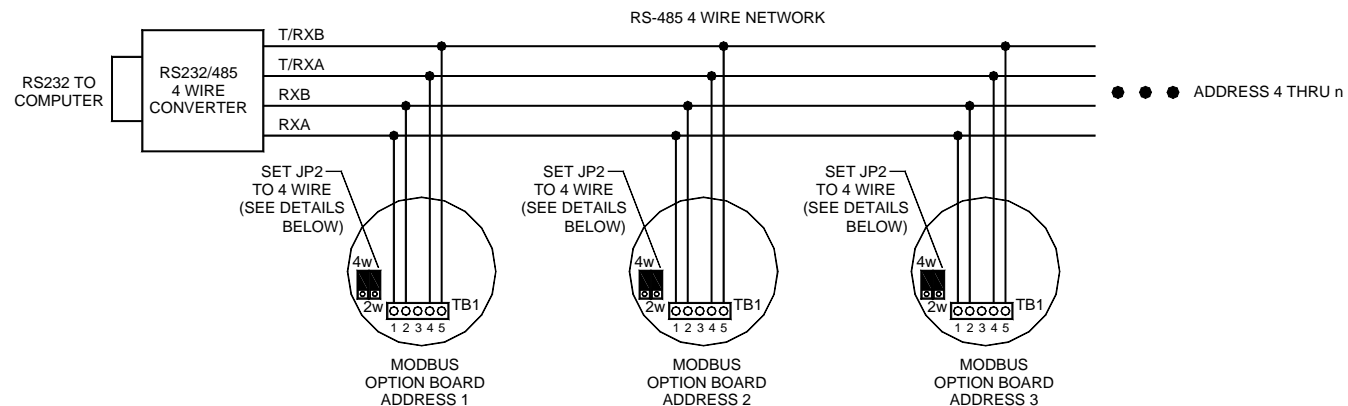 RS-485 4 WIRE NETWORK
T/RXB
T/RXA
RXB
RXA
RS232 TO
COMPUTER
RS232/485
4 WIRE
CONVERTER
ADDRESS 4 THRU n
SET JP2
TO 4 WIRE
(SEE DETAILS
BELOW)
4w
2w
TB1
1 2 3 4 5
MODBUS
OPTION BOARD
ADDRESS 1
SET JP2
TO 4 WIRE
(SEE DETAILS
BELOW)
4w
2w
TB1
1 2 3 4 5
MODBUS
OPTION BOARD
ADDRESS 2
SET JP2
TO 4 WIRE
(SEE DETAILS
BELOW)
4w
2w
TB1
1 2 3 4 5
MODBUS
OPTION BOARD
ADDRESS 3